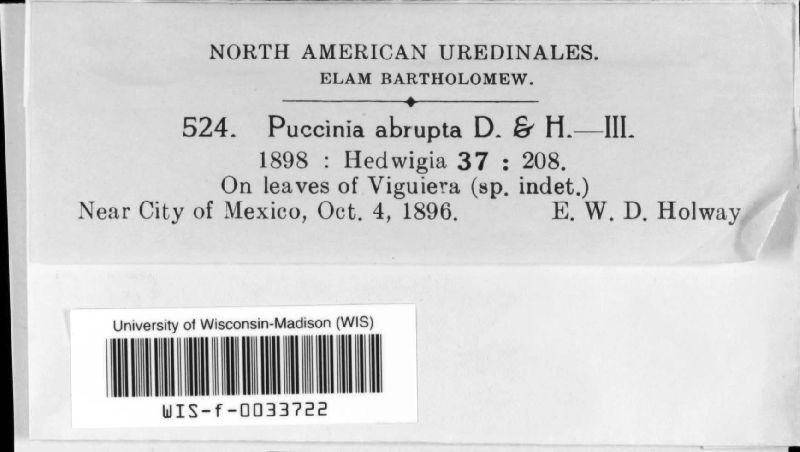 NORTH AMERICAN UREDINALES.
ELAM BARTHOLOMEW.
524. Puccinia abrupta D. & H.—III.
1898 : Hedwigia 37 : 208.
On leaves of Viguiera (sp. indet.)
Near City of Mexico, Oct. 4, 1896. E. W. D. Holway
University of Wisconsin-Madison (WIS)
WIS-f-0033722